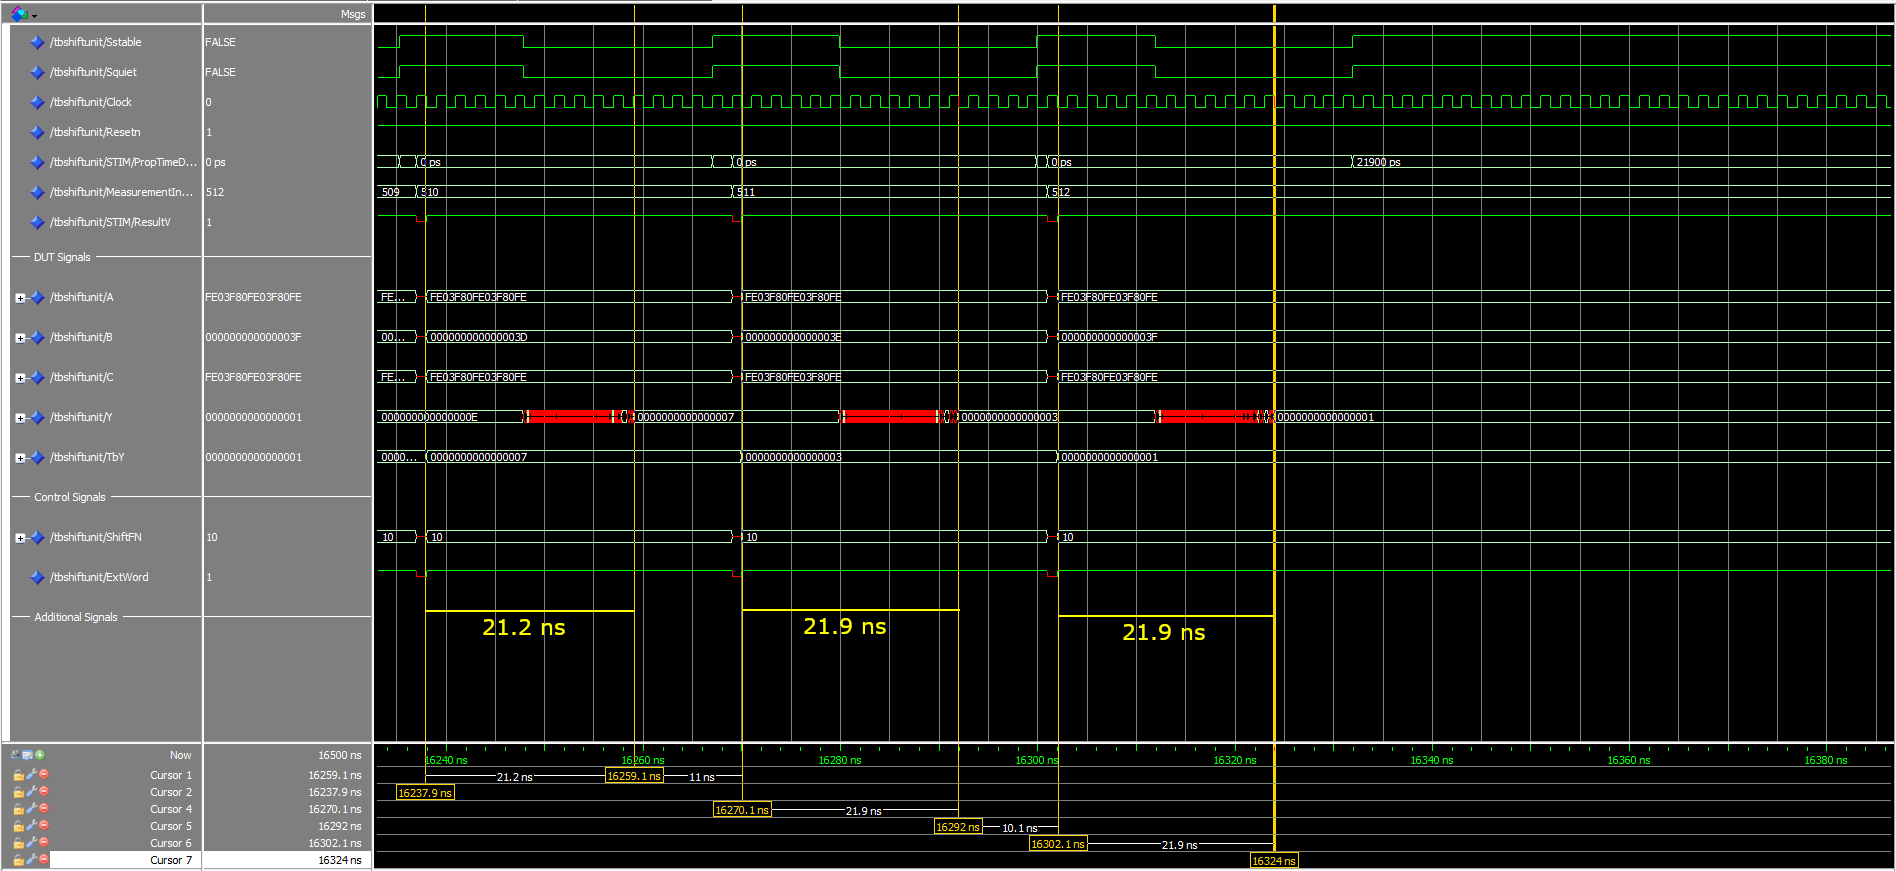 Msgs
/tbshiftunit/Sstable FALSE
/tbshiftunit/Squiet FALSE
/tbshiftunit/Clock 0
/tbshiftunit/Resetn 1
/tbshiftunit/STIM/PropTimeD... 0 ps 0 ps 0 ps 0 ps 21900 ps
/tbshiftunit/MeasurementIn... 512 509 510 511 512
/tbshiftunit/STIM/ResultV 1
DUT Signals
/tbshiftunit/A FE03F80FE03F80FE FE... FE03F80FE03F80FE FE03F80FE03F80FE FE03F80FE03F80FE
/tbshiftunit/B 000000000000003F 00... 000000000000003D 000000000000003E 000000000000003F
/tbshiftunit/C FE03F80FE03F80FE FE... FE03F80FE03F80FE FE03F80FE03F80FE FE03F80FE03F80FE
/tbshiftunit/Y 0000000000000001 000000000000000E 0000000000000007 0000000000000003 0000000000000001
/tbshiftunit/TbY 0000000000000001 0000... 0000000000000007 0000000000000003 0000000000000001
Control Signals
/tbshiftunit/ShiftFN 10 10 10 10 10
/tbshiftunit/ExtWord 1
Additional Signals
21.2 ns 21.9 ns 21.9 ns
Now 16500 ns 16240 ns 16260 ns 16280 ns 16300 ns 16320 ns 16340 ns 16360 ns 16380 ns
Cursor 1 16259.1 ns 21.2 ns 16259.1 ns 11 ns
Cursor 2 16237.9 ns 16237.9 ns
Cursor 4 16270.1 ns 16270.1 ns 21.9 ns
Cursor 5 16292 ns 16292 ns 10.1 ns
Cursor 6 16302.1 ns 16302.1 ns 21.9 ns
Cursor 7 16324 ns 16324 ns